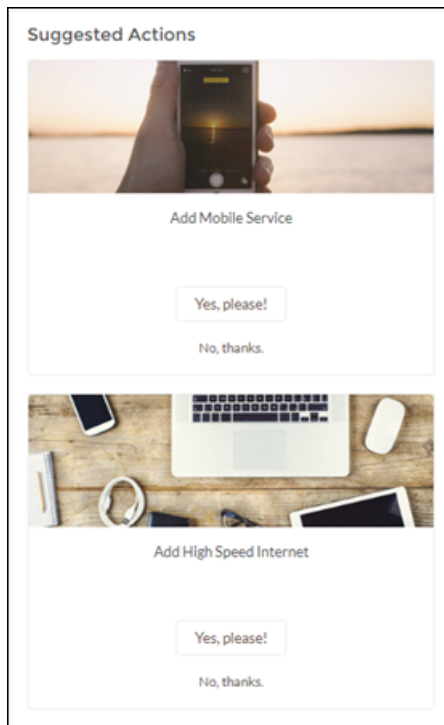 Suggested Actions
Add Mobile Service
Yes, please!
No, thanks.
Add High Speed Internet
Yes, please!
No, thanks.